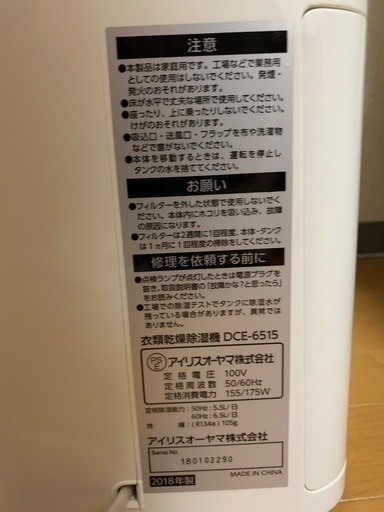 注意
●本製品は家庭用です。工場などで業務用
としての使用はしないでください。発煙・
発火のおそれがあります。
●床が水平で丈夫な場所で使用してください。
●座ったり、上に乗ったりしないでください。
けがのおそれがあります。
●吸込口・送風口・フラップを布や洗濯物
などで塞がないでください。
●本体を移動するときは、運転を停止し
タンクの水を捨ててください。
お願い
●フィルターを外した状態で使用しないでく
ださい。本体内にホコリを吸い込み、故障
の原因になります。
●フィルターは2週間に1回程度、本体・タンク
は1ヵ月に1回程度の掃除をしてください。
修理を依頼する前に
●点検ランプが点灯したときは電源プラグを
抜き、取扱説明書の「故障かな?と思ったら」
をお読みください。
●工場での除湿テストでタンクに除湿水が
残っている場合がありますが、異常では
ありません。
衣類乾燥除湿機 DCE-6515
PS
E
アイリスオーヤマ株式会社
定格電圧 100V
定格周波数 50/60Hz
定格消費電力 155/175W
定格除湿能力：50Hz：5.5L/日
60Hz：6.5L/日
冷媒（R134a）105g
アイリスオーヤマ株式会社
Serial No.
180102290
2018年製
MADE IN CHINA